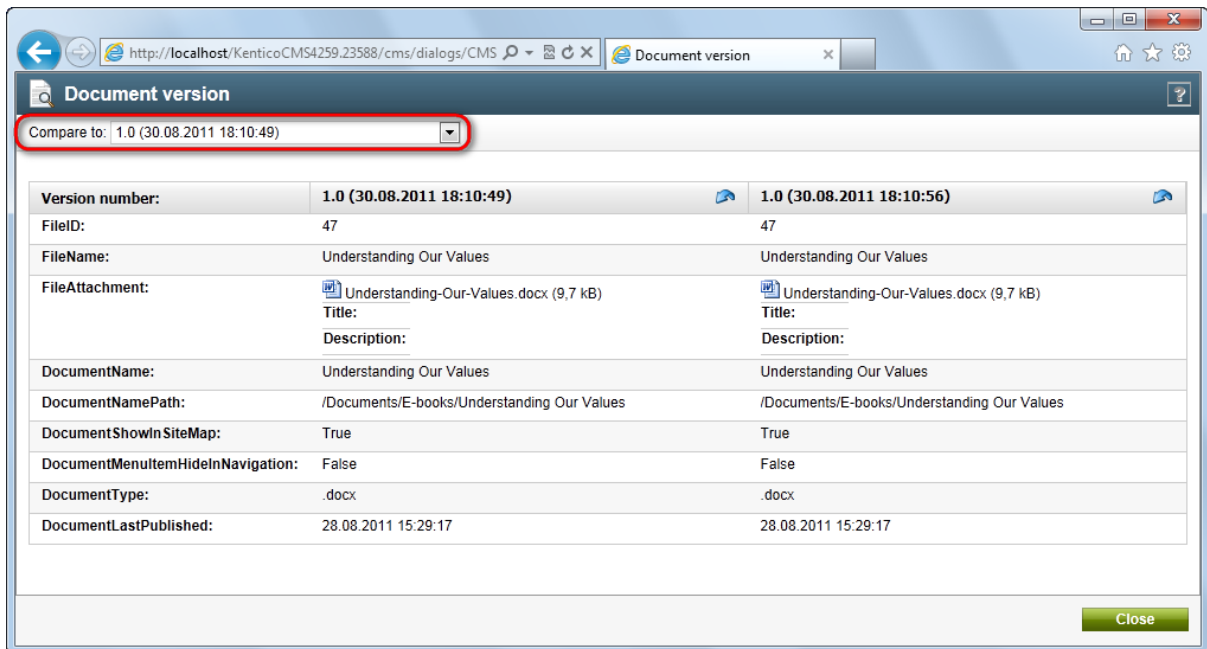 http://localhost/KenticoCMS4259.23588/cms/dialogs/CMS
Document version
Document version
?
Compare to: 1.0 (30.08.2011 18:10:49)
Version number: 1.0 (30.08.2011 18:10:49) 1.0 (30.08.2011 18:10:56)
FileID: 47 47
FileName: Understanding Our Values Understanding Our Values
FileAttachment: Understanding-Our-Values.docx (9,7 kB) Understanding-Our-Values.docx (9,7 kB)
Title: Title:
Description: Description:
DocumentName: Understanding Our Values Understanding Our Values
DocumentNamePath: /Documents/E-books/Understanding Our Values /Documents/E-books/Understanding Our Values
DocumentShowInSiteMap: True True
DocumentMenuItemHideInNavigation: False False
DocumentType: .docx .docx
DocumentLastPublished: 28.08.2011 15:29:17 28.08.2011 15:29:17
Close